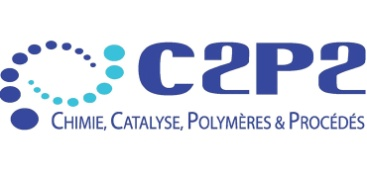 C2P2
CHIMIE, CATALYSE, POLYMÈRES & PROCÉDÉS